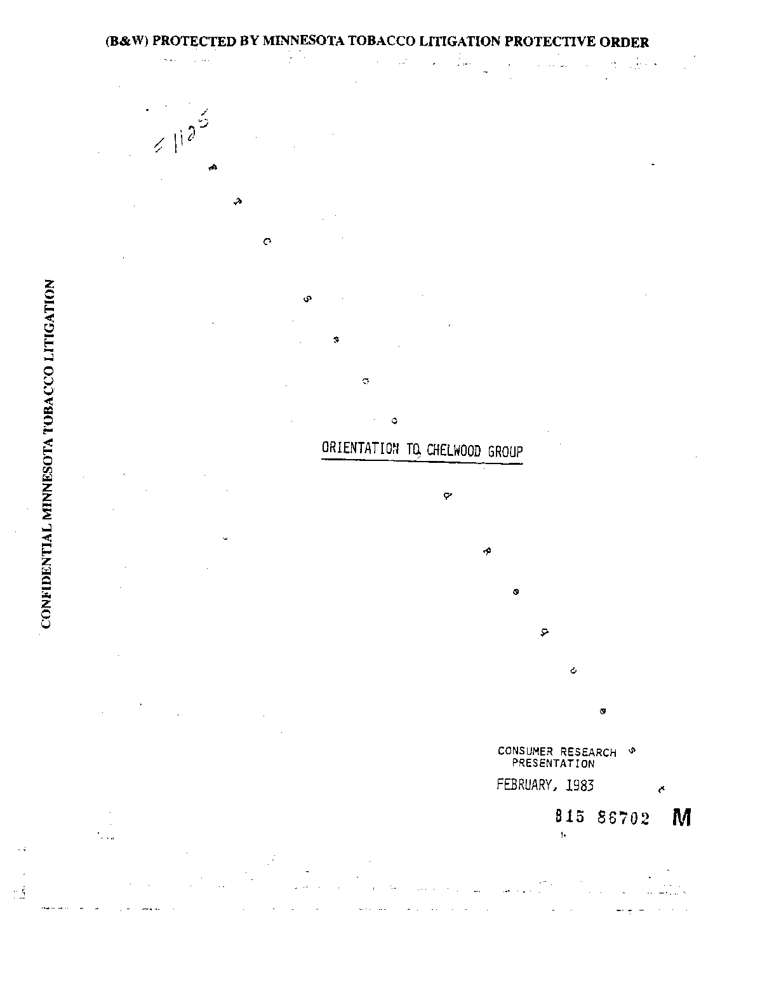 (B&W) PROTECTED BY MINNESOTA TOBACCO LITIGATION PROTECTIVE ORDER
CONFIDENTIAL MINNESOTA TOBACCO LITIGATION
ORIENTATION TO CHELWOOD GROUP
CONSUMER RESEARCH
PRESENTATION
FEBRUARY, 1983
815 86702 M